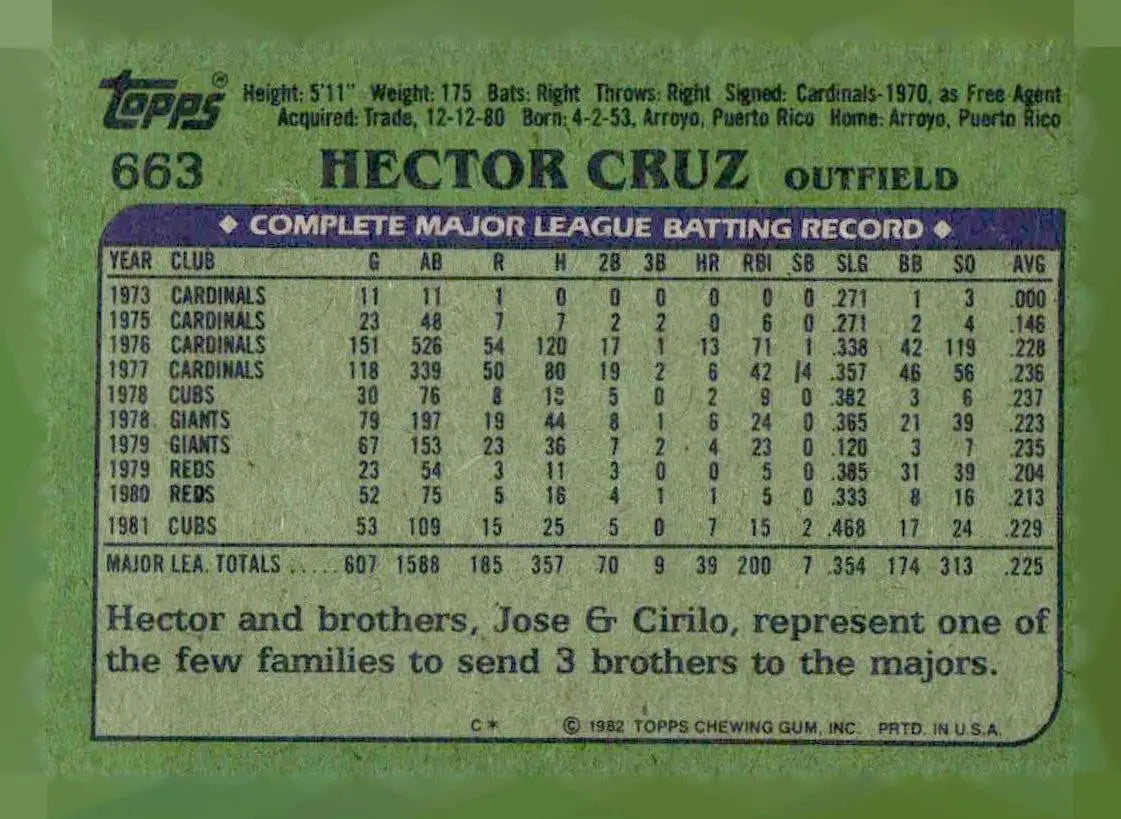 Topps® Height: 5'11" Weight: 175 Bats: Right Throws: Right Signed: Cardinals-1970, as Free Agent
Acquired: Trade, 12-12-80 Born: 4-2-53, Arroyo, Puerto Rico Home: Arroyo, Puerto Rico
663 HECTOR CRUZ OUTFIELD
◆ COMPLETE MAJOR LEAGUE BATTING RECORD ◆
YEAR CLUB G AB R H 2B 3B HR RBI SB SLG BB SO AVG
1973 CARDINALS 11 11 1 0 0 0 0 0 0 .271 1 3 .000
1975 CARDINALS 23 48 7 7 2 2 0 6 0 .271 2 4 .146
1976 CARDINALS 151 526 54 120 17 1 13 71 1 .338 42 119 .228
1977 CARDINALS 118 339 50 80 19 2 6 42 4 .357 46 56 .236
1978 CUBS 30 76 8 5 0 2 9 0 .382 3 6 .237
1978 GIANTS 79 197 19 44 8 1 6 24 0 .365 21 39 .223
1979 GIANTS 67 153 23 36 7 2 4 23 0 .120 3 7 .235
1979 REDS 23 54 3 11 3 0 0 5 0 .385 31 39 .204
1980 REDS 52 75 5 16 4 1 1 5 0 .333 8 16 .213
1981 CUBS 53 109 15 25 5 0 7 15 2 .468 17 24 .229
MAJOR LEA. TOTALS ..... 607 1588 185 357 70 9 39 200 7 .354 174 313 .225
Hector and brothers, Jose & Cirilo, represent one of
the few families to send 3 brothers to the majors.
C* © 1982 TOPPS CHEWING GUM, INC. PRTD. IN U.S.A.